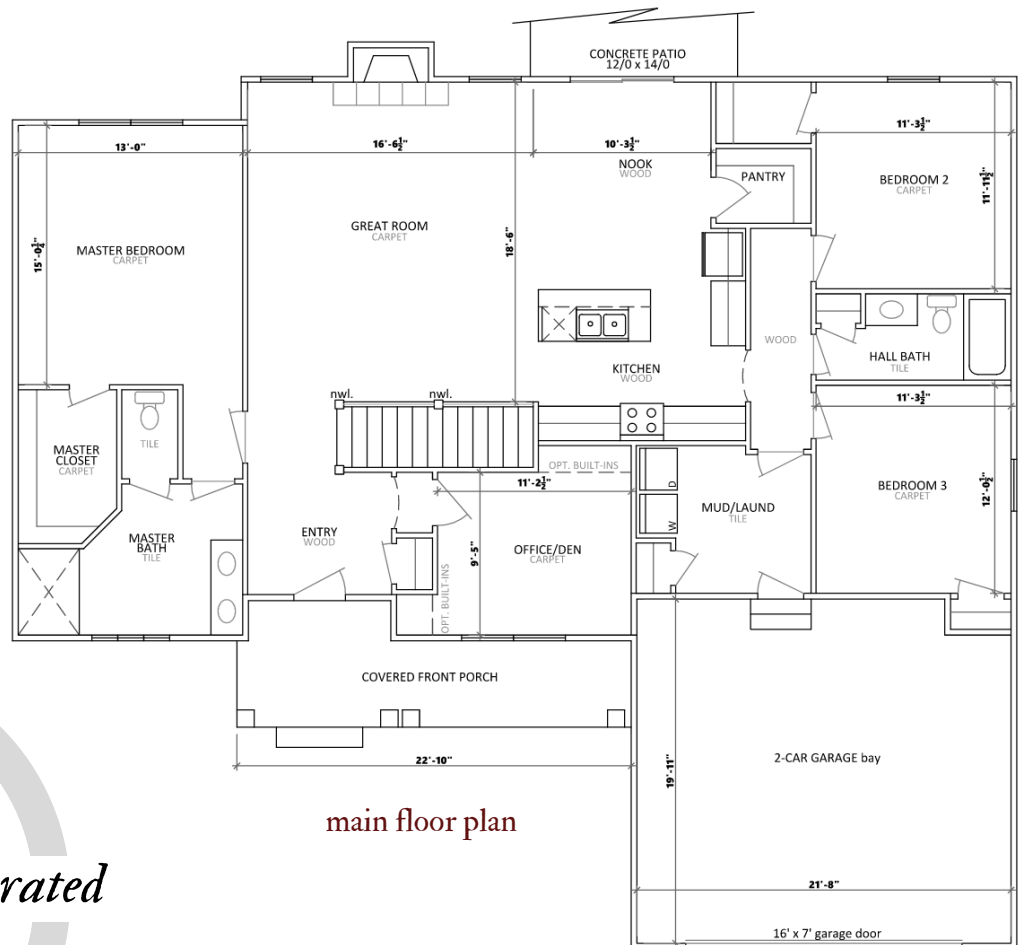 CONCRETE PATIO
12/0 x 14/0
13'-0"
16'-6½"
10'-3½"
11'-3½"
NOOK
WOOD
PANTRY
BEDROOM 2
CARPET
11'-11½"
GREAT ROOM
CARPET
18'-6"
MASTER BEDROOM
CARPET
15'-0¼"
WOOD
HALL BATH
TILE
KITCHEN
WOOD
nwl.
nwl.
11'-3½"
TILE
MASTER
CLOSET
CARPET
OPT. BUILT-INS
11'-2½"
D
W
MUD/LAUND
TILE
BEDROOM 3
CARPET
12'-0½"
MASTER
BATH
TILE
ENTRY
WOOD
9'-5"
OFFICE/DEN
CARPET
OPT. BUILT-INS
COVERED FRONT PORCH
22'-10"
19'-11"
2-CAR GARAGE bay
main floor plan
rated
21'-8"
16' x 7' garage door